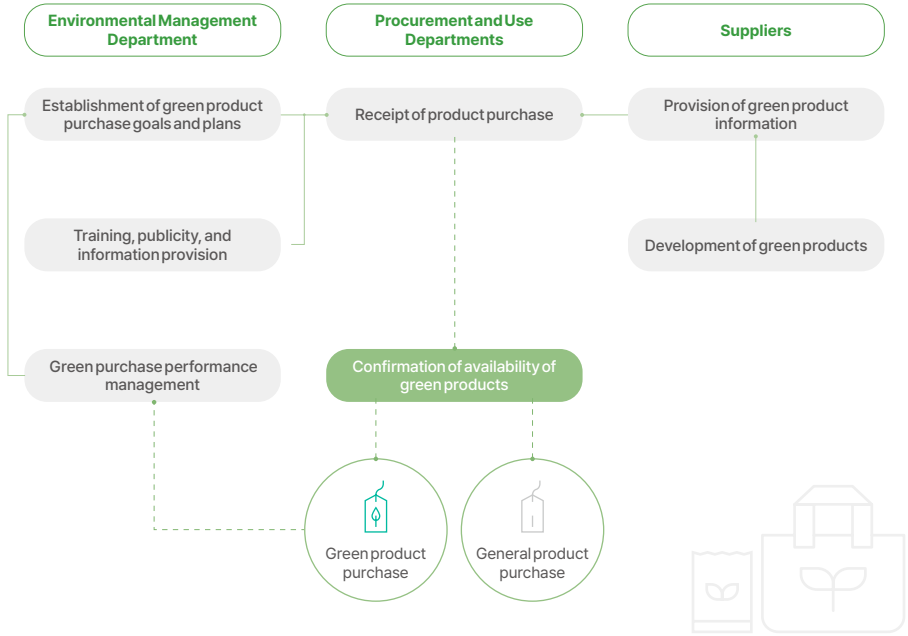 Environmental Management
Department
Procurement and Use
Departments
Suppliers
Establishment of green product
purchase goals and plans
Receipt of product purchase
Provision of green product
information
Training, publicity, and
information provision
Development of green products
Green purchase performance
management
Confirmation of availability of
green products
Green product
purchase
General product
purchase